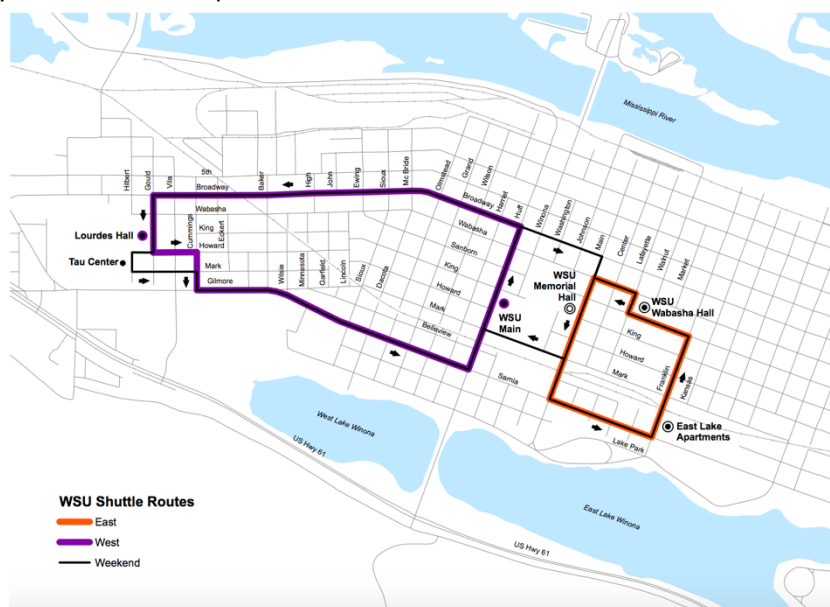 Mississippi River
Hilbert
Gould
Vila
5th
Broadway
Baker
High
John
Ewing
Sioux
Mc Bride
Olmstead
Grand
Wilson
Broadway
Harriet
Huff
Winona
Washington
Johnson
Main
Center
Lafayette
Walnut
Market
Wabasha
King
Howard
Cummings
Eckert
Lourdes Hall
Tau Center
Mark
Gilmore
Wilsie
Minnesota
Garfield
Lincoln
Sioux
Dacota
Wabasha
Sanborn
King
Howard
Mark
Belleview
WSU
Main
WSU
Memorial
Hall
WSU
Wabasha Hall
King
Howard
Mark
Franklin
Kansas
Sarnia
East Lake
Apartments
Lake Park
West Lake Winona
US Hwy 61
East Lake Winona
US Hwy 61
WSU Shuttle Routes
East
West
Weekend